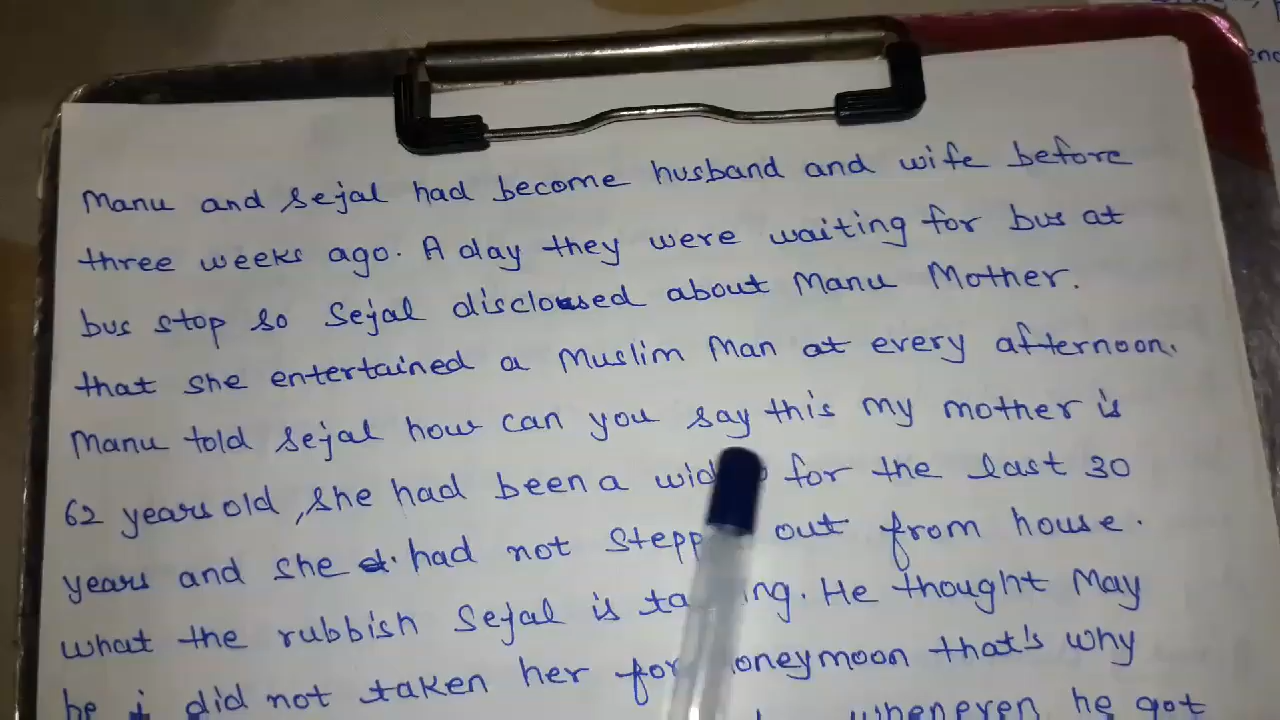 Manu and Sejal had become husband and wife before
three weeks ago. A day they were waiting for bus at
bus stop so Sejal disclosed about Manu Mother.
that she entertained a Muslim Man at every afternoon.
Manu told Sejal how can you say this my mother is
62 years old, she had been a for the last 30
years and she had not out from house.
what the rubbish Sejal is . He thought May
be i did not taken her for that's why
he got